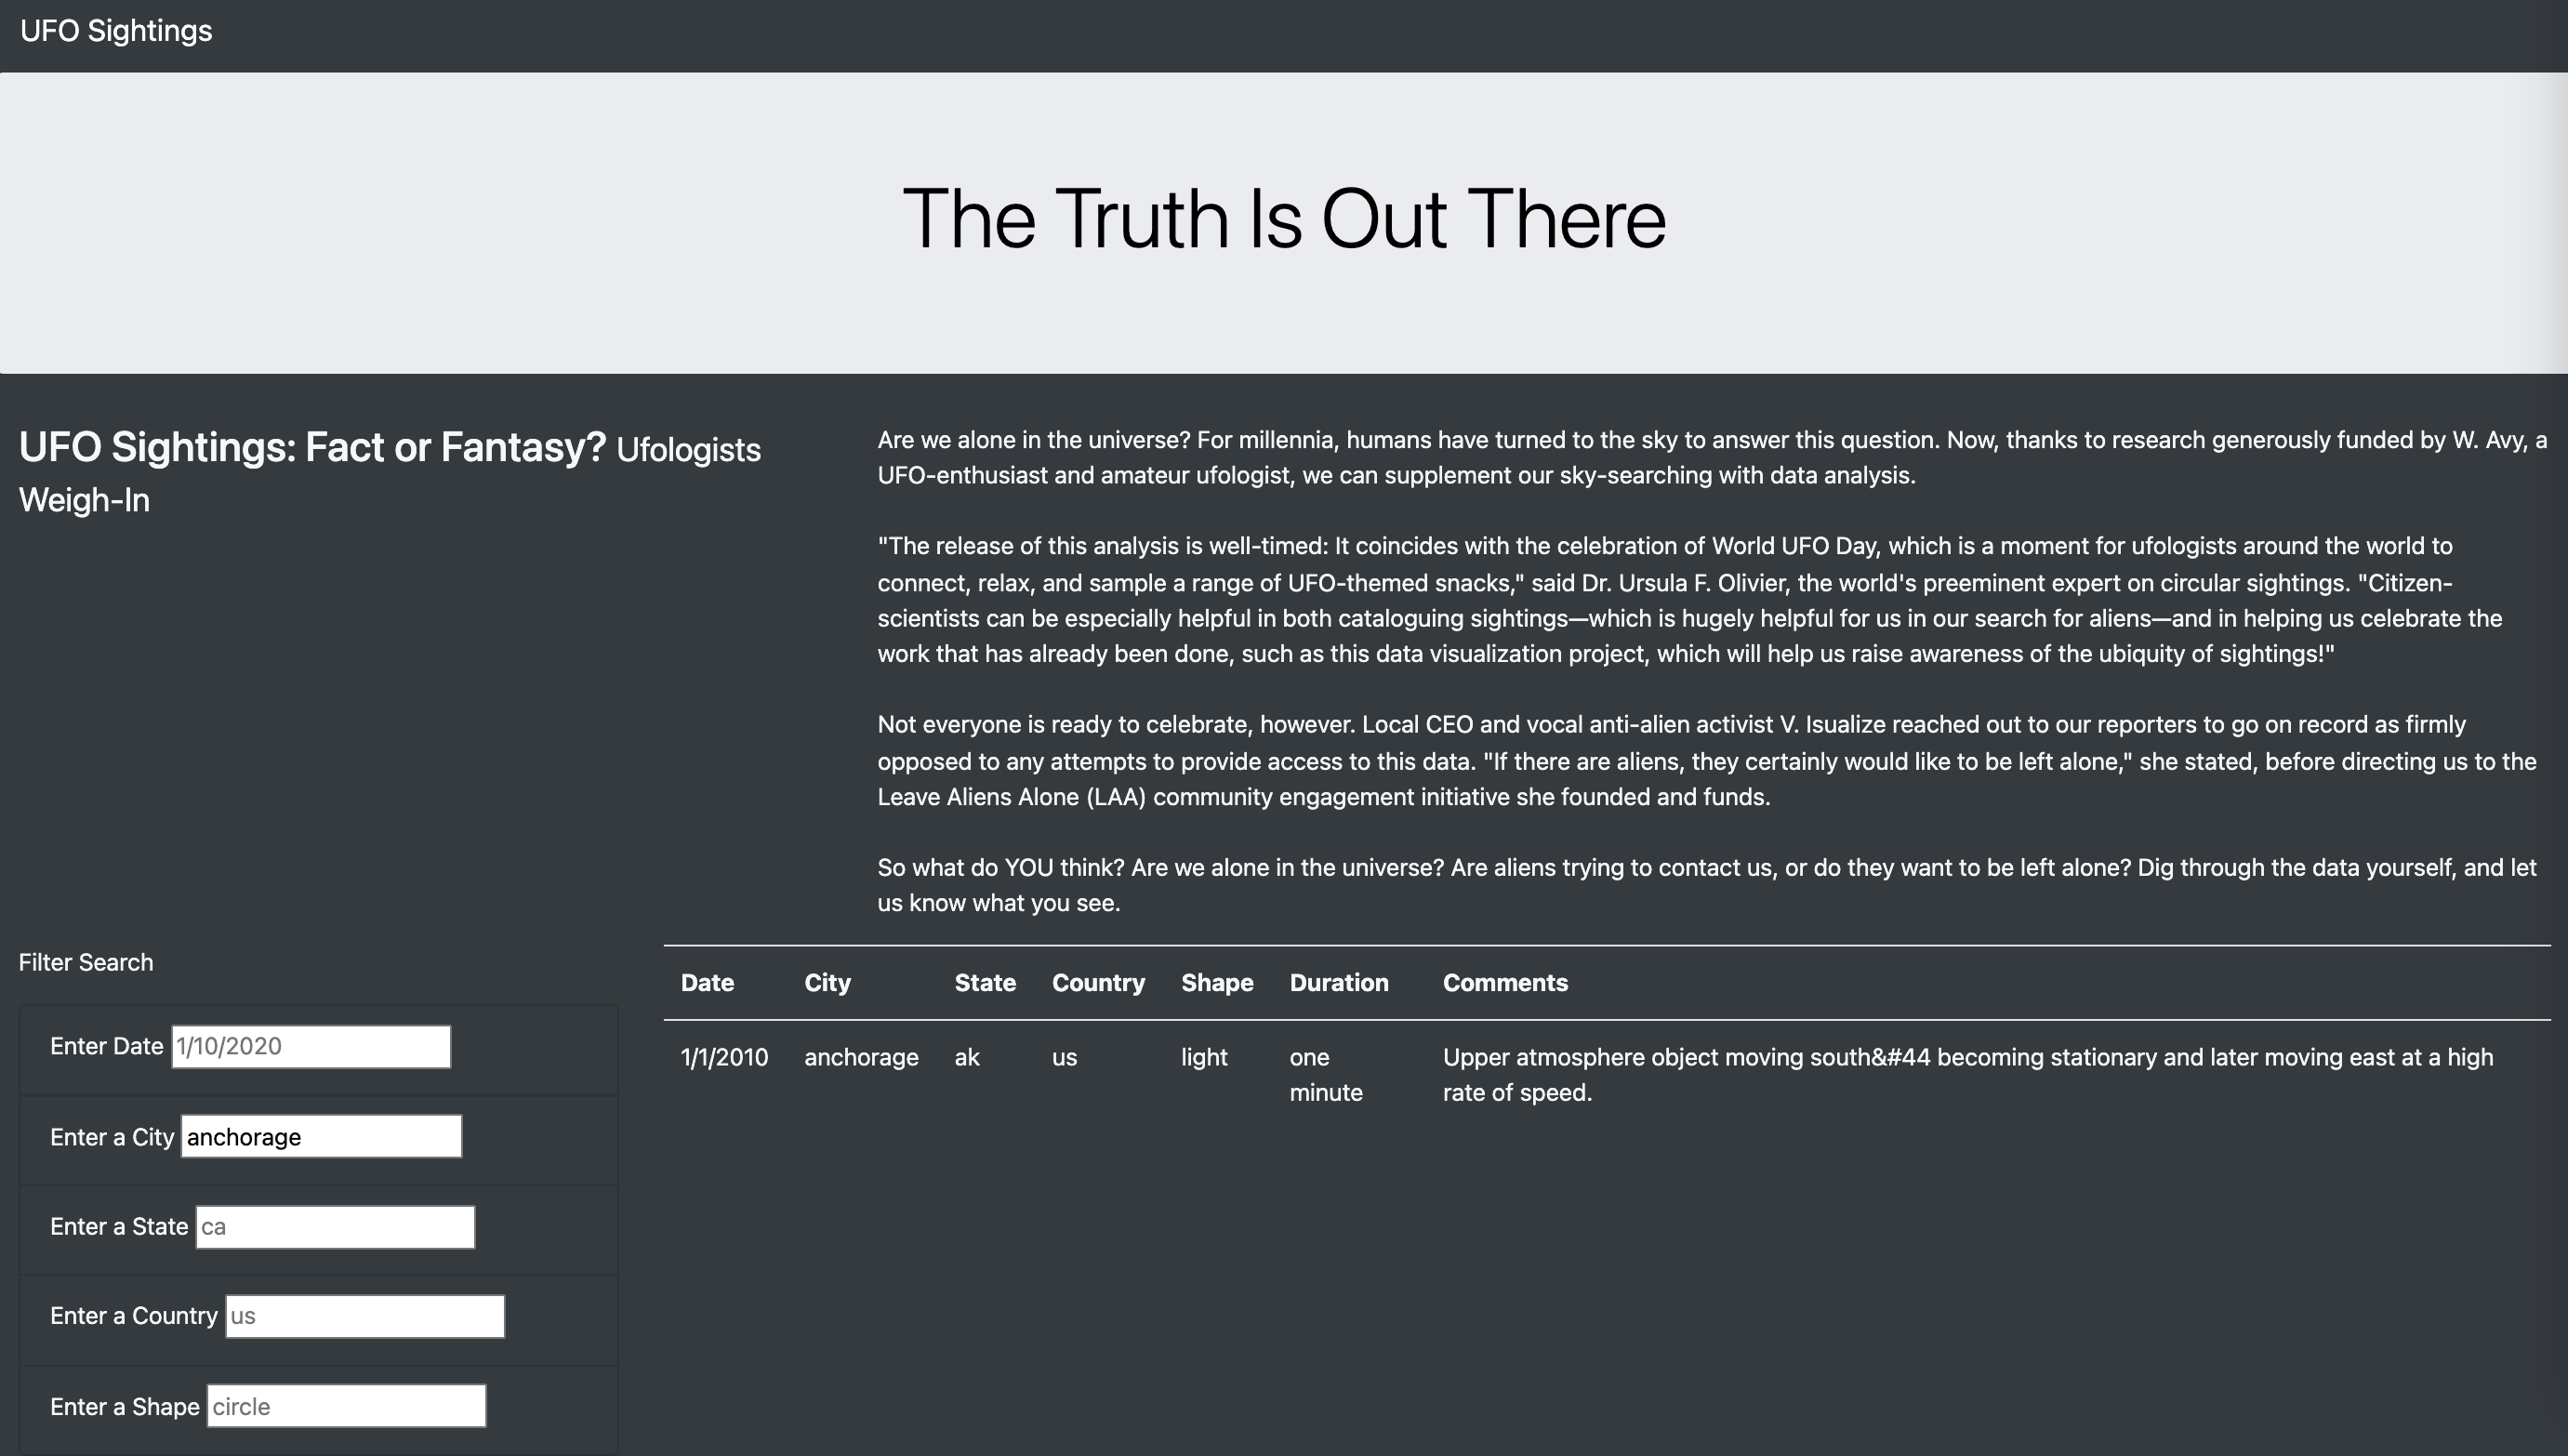 UFO Sightings
The Truth Is Out There
UFO Sightings: Fact or Fantasy? Ufologists
Weigh-In
Are we alone in the universe? For millennia, humans have turned to the sky to answer this question. Now, thanks to research generously funded by W. Avy, a
UFO-enthusiast and amateur ufologist, we can supplement our sky-searching with data analysis.
"The release of this analysis is well-timed: It coincides with the celebration of World UFO Day, which is a moment for ufologists around the world to
connect, relax, and sample a range of UFO-themed snacks," said Dr. Ursula F. Olivier, the world's preeminent expert on circular sightings. "Citizen-
scientists can be especially helpful in both cataloguing sightings—which is hugely helpful for us in our search for aliens—and in helping us celebrate the
work that has already been done, such as this data visualization project, which will help us raise awareness of the ubiquity of sightings!"
Not everyone is ready to celebrate, however. Local CEO and vocal anti-alien activist V. Isualize reached out to our reporters to go on record as firmly
opposed to any attempts to provide access to this data. "If there are aliens, they certainly would like to be left alone," she stated, before directing us to the
Leave Aliens Alone (LAA) community engagement initiative she founded and funds.
So what do YOU think? Are we alone in the universe? Are aliens trying to contact us, or do they want to be left alone? Dig through the data yourself, and let
us know what you see.
Filter Search
Enter Date 1/10/2020
Enter a City anchorage
Enter a State ca
Enter a Country us
Enter a Shape circle
Date City State Country Shape Duration Comments
1/1/2010 anchorage ak us light one Upper atmosphere object moving south&#44 becoming stationary and later moving east at a high
minute rate of speed.